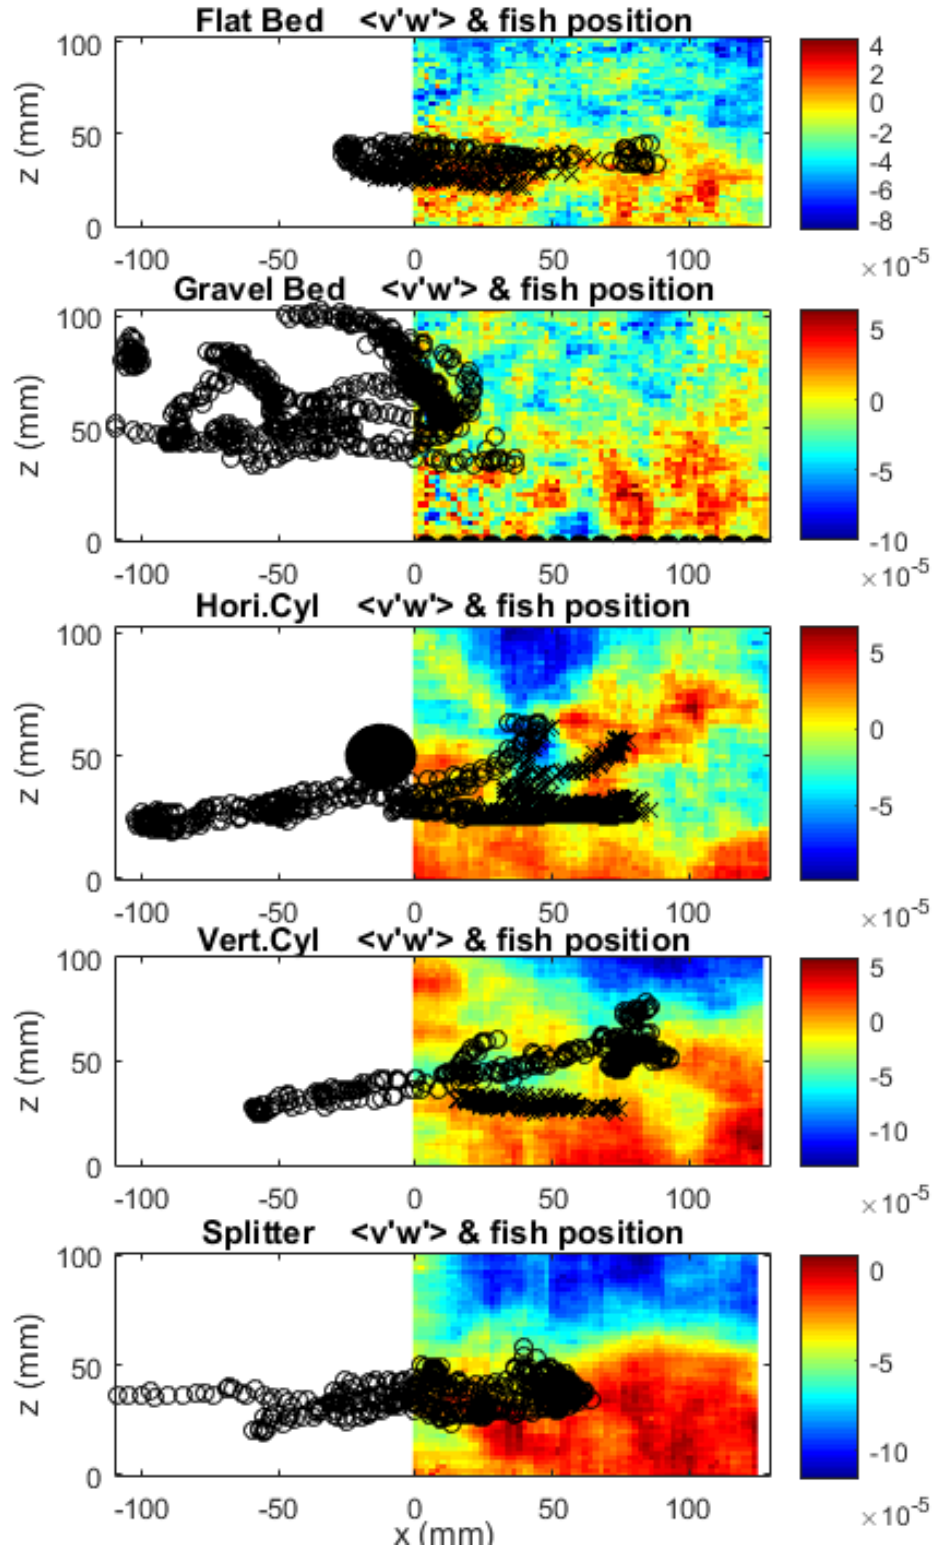 Flat Bed <v'w'> & fish position
100
50
0
z (mm)
-100 -50 0 50 100
4
2
0
-2
-4
-6
-8
×10-5
Gravel Bed <v'w'> & fish position
100
50
0
z (mm)
-100 -50 0 50 100
5
0
-5
-10
×10-5
Hori.Cyl <v'w'> & fish position
100
50
0
z (mm)
-100 -50 0 50 100
5
0
-5
×10-5
Vert.Cyl <v'w'> & fish position
100
50
0
z (mm)
-100 -50 0 50 100
5
0
-5
-10
×10-5
Splitter <v'w'> & fish position
100
50
0
z (mm)
-100 -50 0 50 100
x (mm)
0
-5
-10
×10-5